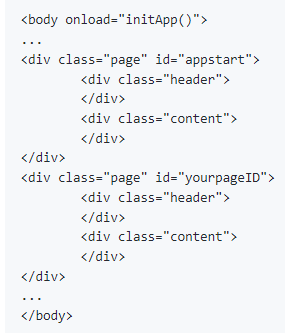 <body onload="initApp()">
...
<div class="page" id="appstart">
<div class="header">
</div>
<div class="content">
</div>
</div>
<div class="page" id="yourpageID">
<div class="header">
</div>
<div class="content">
</div>
</div>
...
</body>